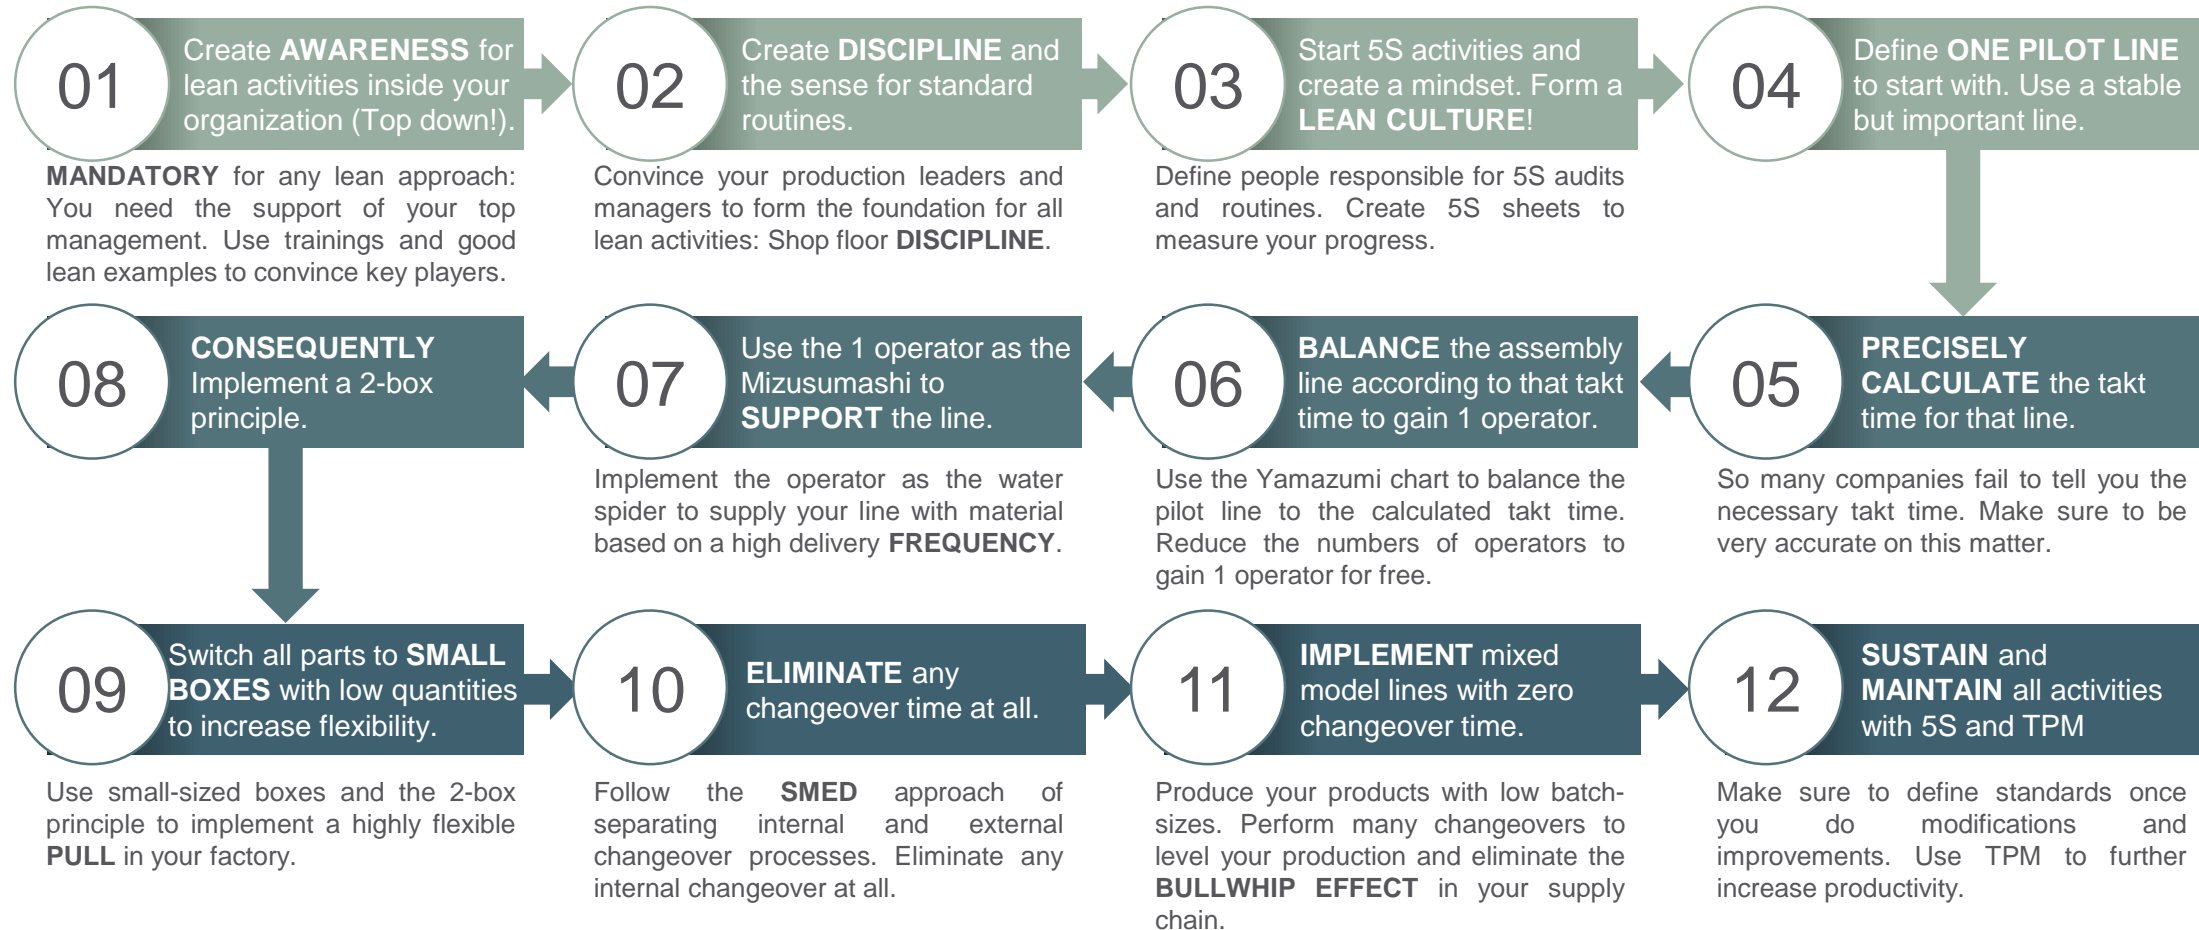 01
Create AWARENESS for
lean activities inside your
organization (Top down!).
MANDATORY for any lean approach:
You need the support of your top
management. Use trainings and good
lean examples to convince key players.
02
Create DISCIPLINE and
the sense for standard
routines.
Convince your production leaders and
managers to form the foundation for all
lean activities: Shop floor DISCIPLINE.
03
Start 5S activities and
create a mindset. Form a
LEAN CULTURE!
Define people responsible for 5S audits
and routines. Create 5S sheets to
measure your progress.
04
Define ONE PILOT LINE
to start with. Use a stable
but important line.
05
PRECISELY
CALCULATE the takt
time for that line.
So many companies fail to tell you the
necessary takt time. Make sure to be
very accurate on this matter.
06
BALANCE the assembly
line according to that takt
time to gain 1 operator.
Use the Yamazumi chart to balance the
pilot line to the calculated takt time.
Reduce the numbers of operators to
gain 1 operator for free.
07
Use the 1 operator as the
Mizusumashi to
SUPPORT the line.
Implement the operator as the water
spider to supply your line with material
based on a high delivery FREQUENCY.
08
CONSEQUENTLY
Implement a 2-box
principle.
09
Switch all parts to SMALL
BOXES with low quantities
to increase flexibility.
Use small-sized boxes and the 2-box
principle to implement a highly flexible
PULL in your factory.
10
ELIMINATE any
changeover time at all.
Follow the SMED approach of
separating internal and external
changeover processes. Eliminate any
internal changeover at all.
11
IMPLEMENT mixed
model lines with zero
changeover time.
Produce your products with low batch-
sizes. Perform many changeovers to
level your production and eliminate the
BULLWHIP EFFECT in your supply
chain.
12
SUSTAIN and
MAINTAIN all activities
with 5S and TPM
Make sure to define standards once
you do modifications and
improvements. Use TPM to further
increase productivity.